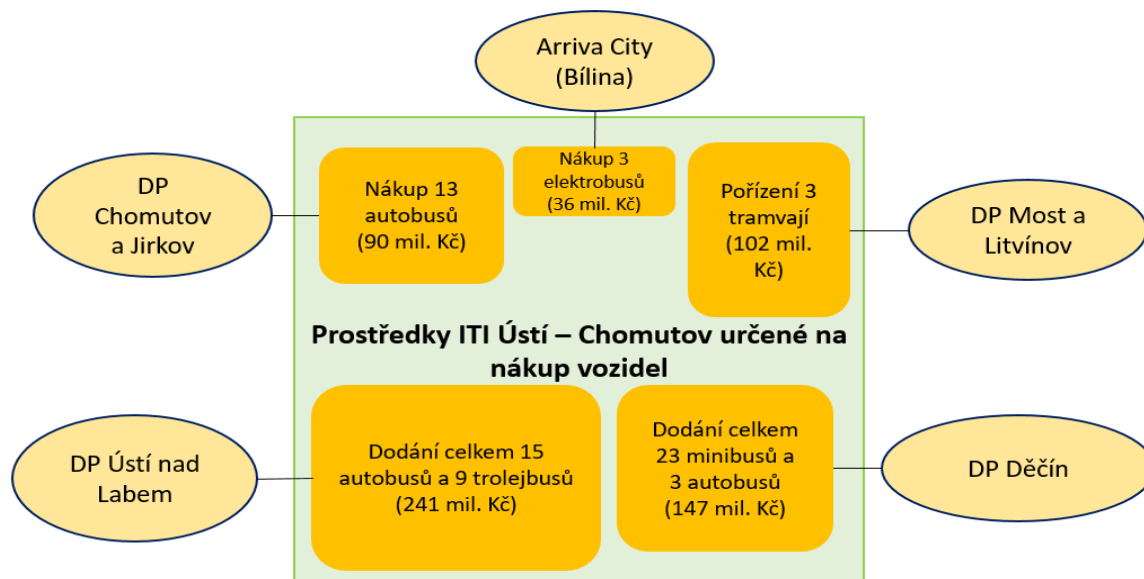 Arriva City
(Bílina)
Nákup 3
elektrobusů
(36 mil. Kč)
DP
Chomutov
a Jirkov
Nákup 13
autobusů
(90 mil. Kč)
Pořízení 3
tramvají
(102 mil.
Kč)
DP Most a
Litvínov
Prostředky ITI Ústí – Chomutov určené na
nákup vozidel
DP Ústí nad
Labem
Dodání celkem 15
autobusů a 9 trolejbusů
(241 mil. Kč)
Dodání celkem
23 minibusů a
3 autobusů
(147 mil. Kč)
DP Děčín